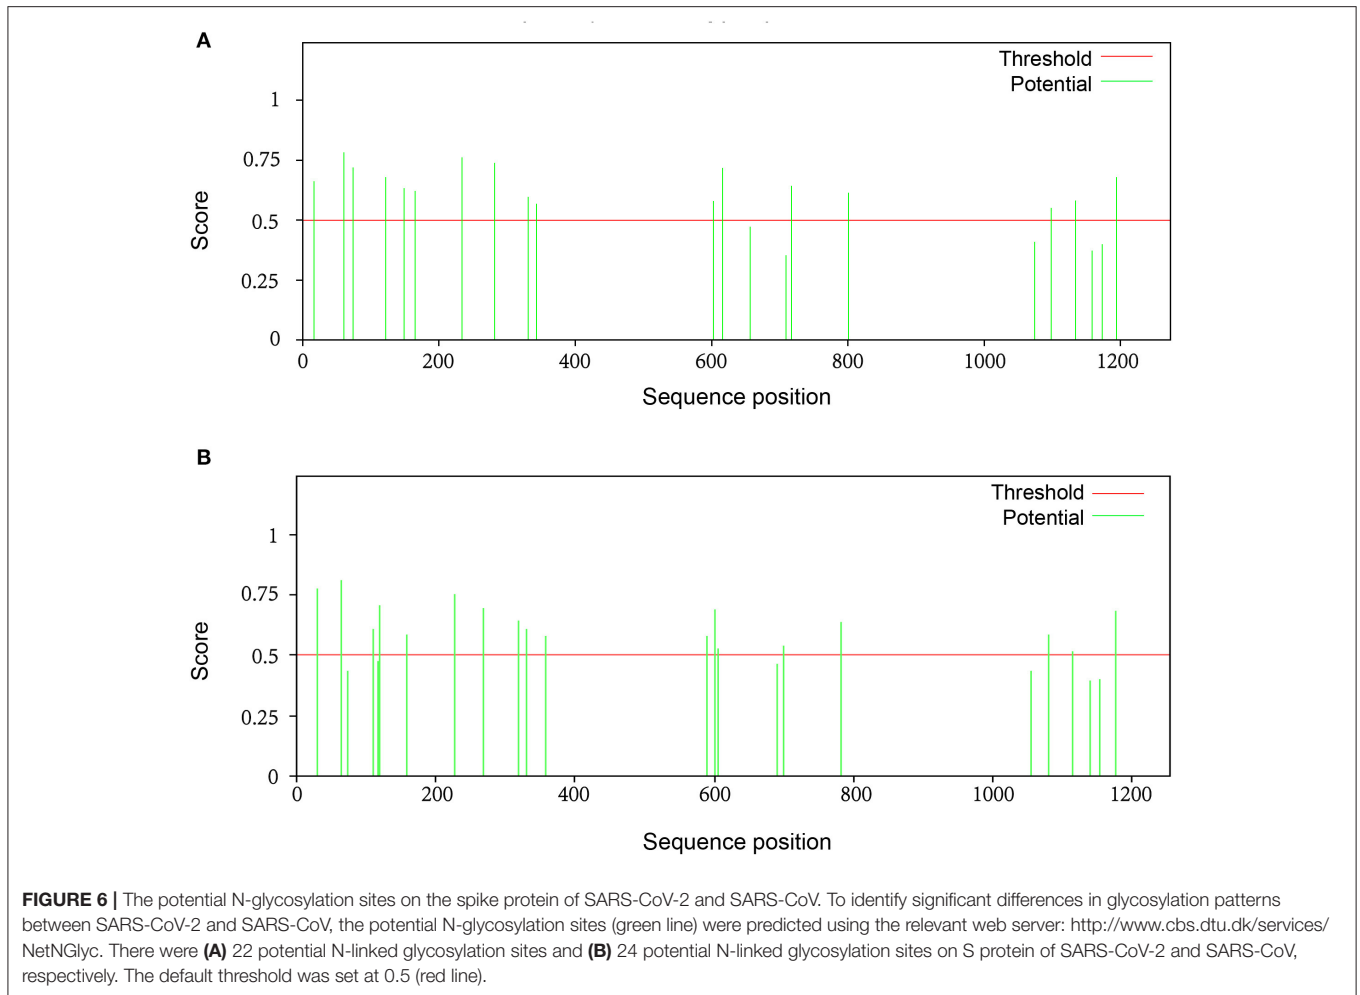 A
Threshold
Potential
1
0.75
0.5
0.25
0
Score
0 200 400 600 800 1000 1200
Sequence position
B
Threshold
Potential
1
0.75
0.5
0.25
0
Score
0 200 400 600 800 1000 1200
Sequence position
FIGURE 6 | The potential N-glycosylation sites on the spike protein of SARS-CoV-2 and SARS-CoV. To identify significant differences in glycosylation patterns
between SARS-CoV-2 and SARS-CoV, the potential N-glycosylation sites (green line) were predicted using the relevant web server: http://www.cbs.dtu.dk/services/
NetNGlyc. There were (A) 22 potential N-linked glycosylation sites and (B) 24 potential N-linked glycosylation sites on S protein of SARS-CoV-2 and SARS-CoV,
respectively. The default threshold was set at 0.5 (red line).